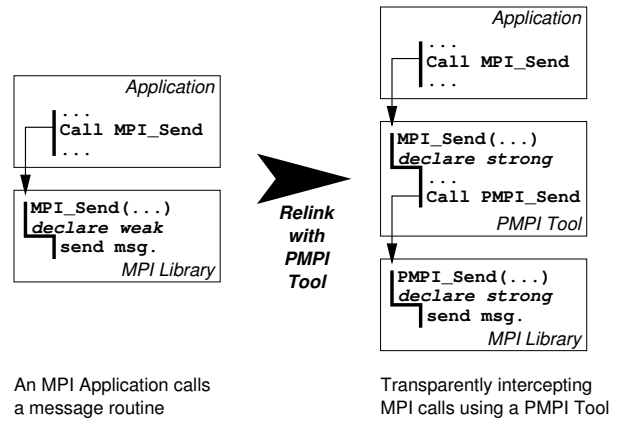 Application
...
Call MPI_Send
...
MPI_Send(...)
declare weak
send msg.
MPI Library
An MPI Application calls
a message routine
Relink
with
PMPI
Tool
Application
...
Call MPI_Send
...
MPI_Send(...)
declare strong
...
Call PMPI_Send
PMPI Tool
PMPI_Send(...)
declare strong
send msg.
MPI Library
Transparently intercepting
MPI calls using a PMPI Tool